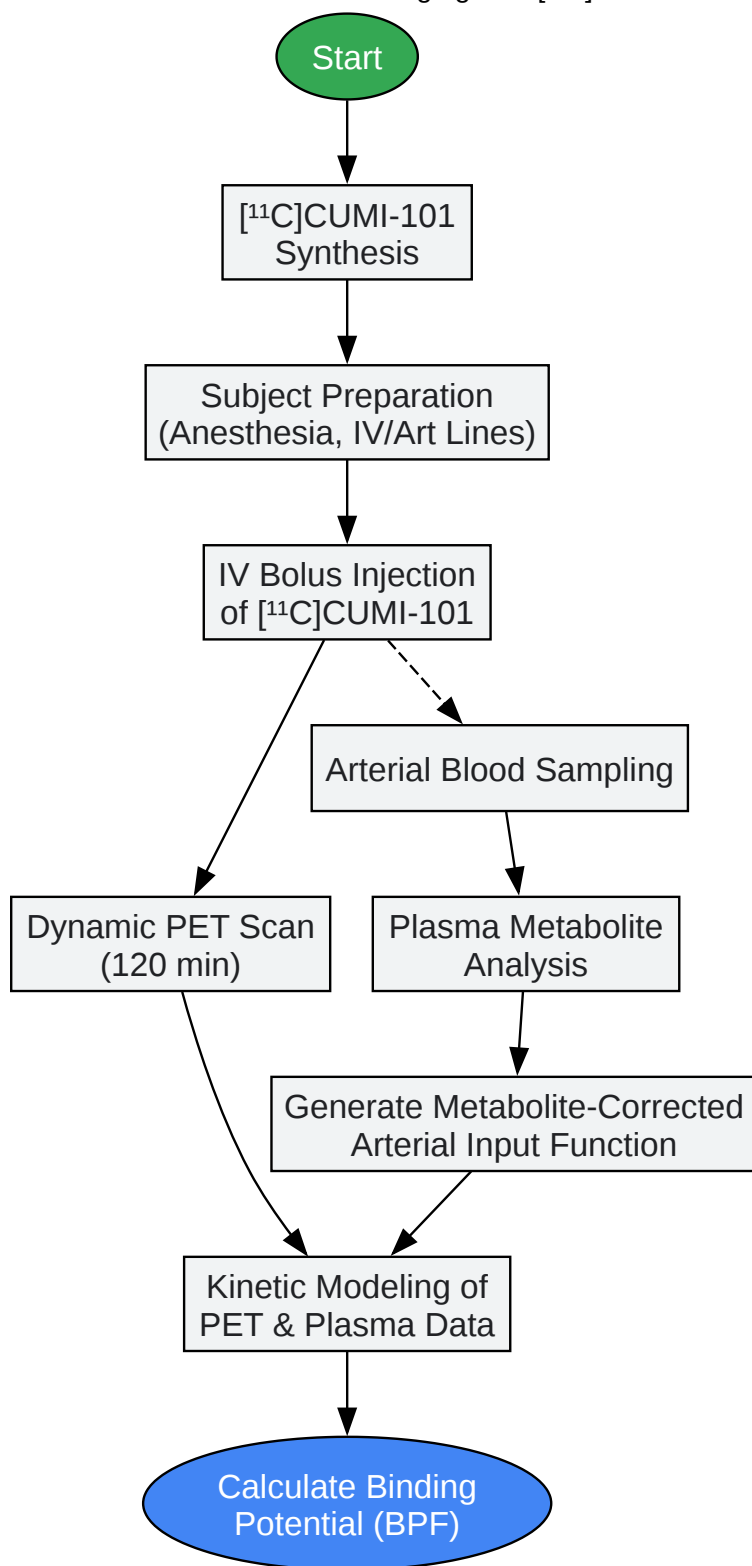 Start
[¹¹C]CUMI-101
Synthesis
Subject Preparation
(Anesthesia, IV/Art Lines)
IV Bolus Injection
of [¹¹C]CUMI-101
Arterial Blood Sampling
Dynamic PET Scan
(120 min)
Plasma Metabolite
Analysis
Generate Metabolite-Corrected
Arterial Input Function
Kinetic Modeling of
PET & Plasma Data
Calculate Binding
Potential (BPF)